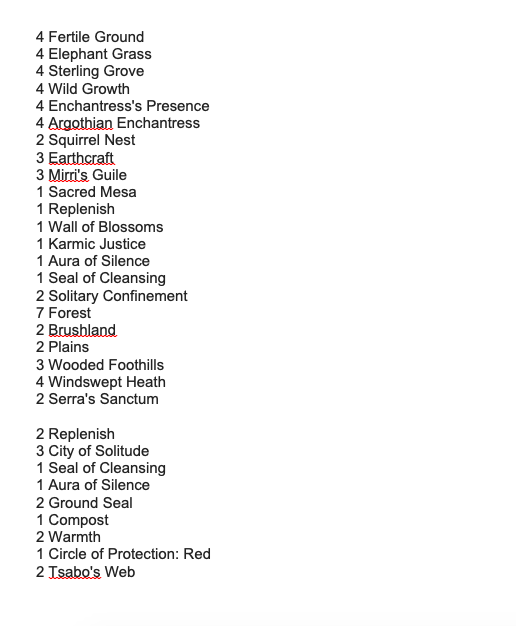 4 Fertile Ground
4 Elephant Grass
4 Sterling Grove
4 Wild Growth
4 Enchantress's Presence
4 Argothian Enchantress
2 Squirrel Nest
3 Earthcraft
3 Mirri's Guile
1 Sacred Mesa
1 Replenish
1 Wall of Blossoms
1 Karmic Justice
1 Aura of Silence
1 Seal of Cleansing
2 Solitary Confinement
7 Forest
2 Brushland
2 Plains
3 Wooded Foothills
4 Windswept Heath
2 Serra's Sanctum
2 Replenish
3 City of Solitude
1 Seal of Cleansing
1 Aura of Silence
2 Ground Seal
1 Compost
2 Warmth
1 Circle of Protection: Red
2 Tsabo's Web